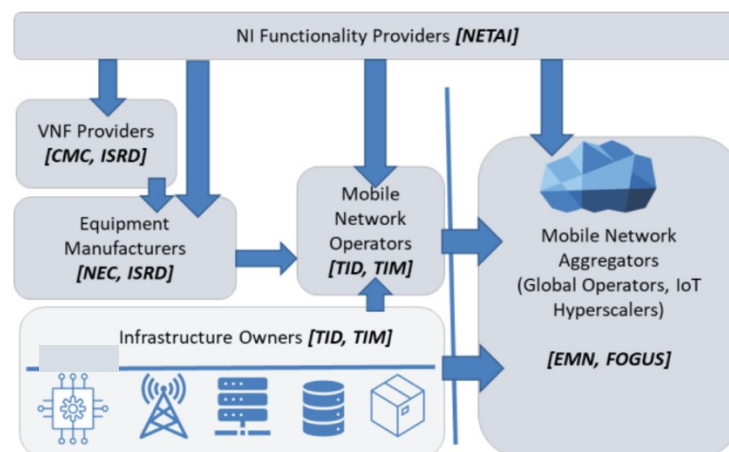 NI Functionality Providers [NETAI]
VNF Providers
[CMC, ISRD]
Equipment
Manufacturers
[NEC, ISRD]
Mobile
Network
Operators
[TID, TIM]
Infrastructure Owners [TID, TIM]
Mobile Network
Aggregators
(Global Operators, IoT
Hyperscalers)
[EMN, FOGUS]